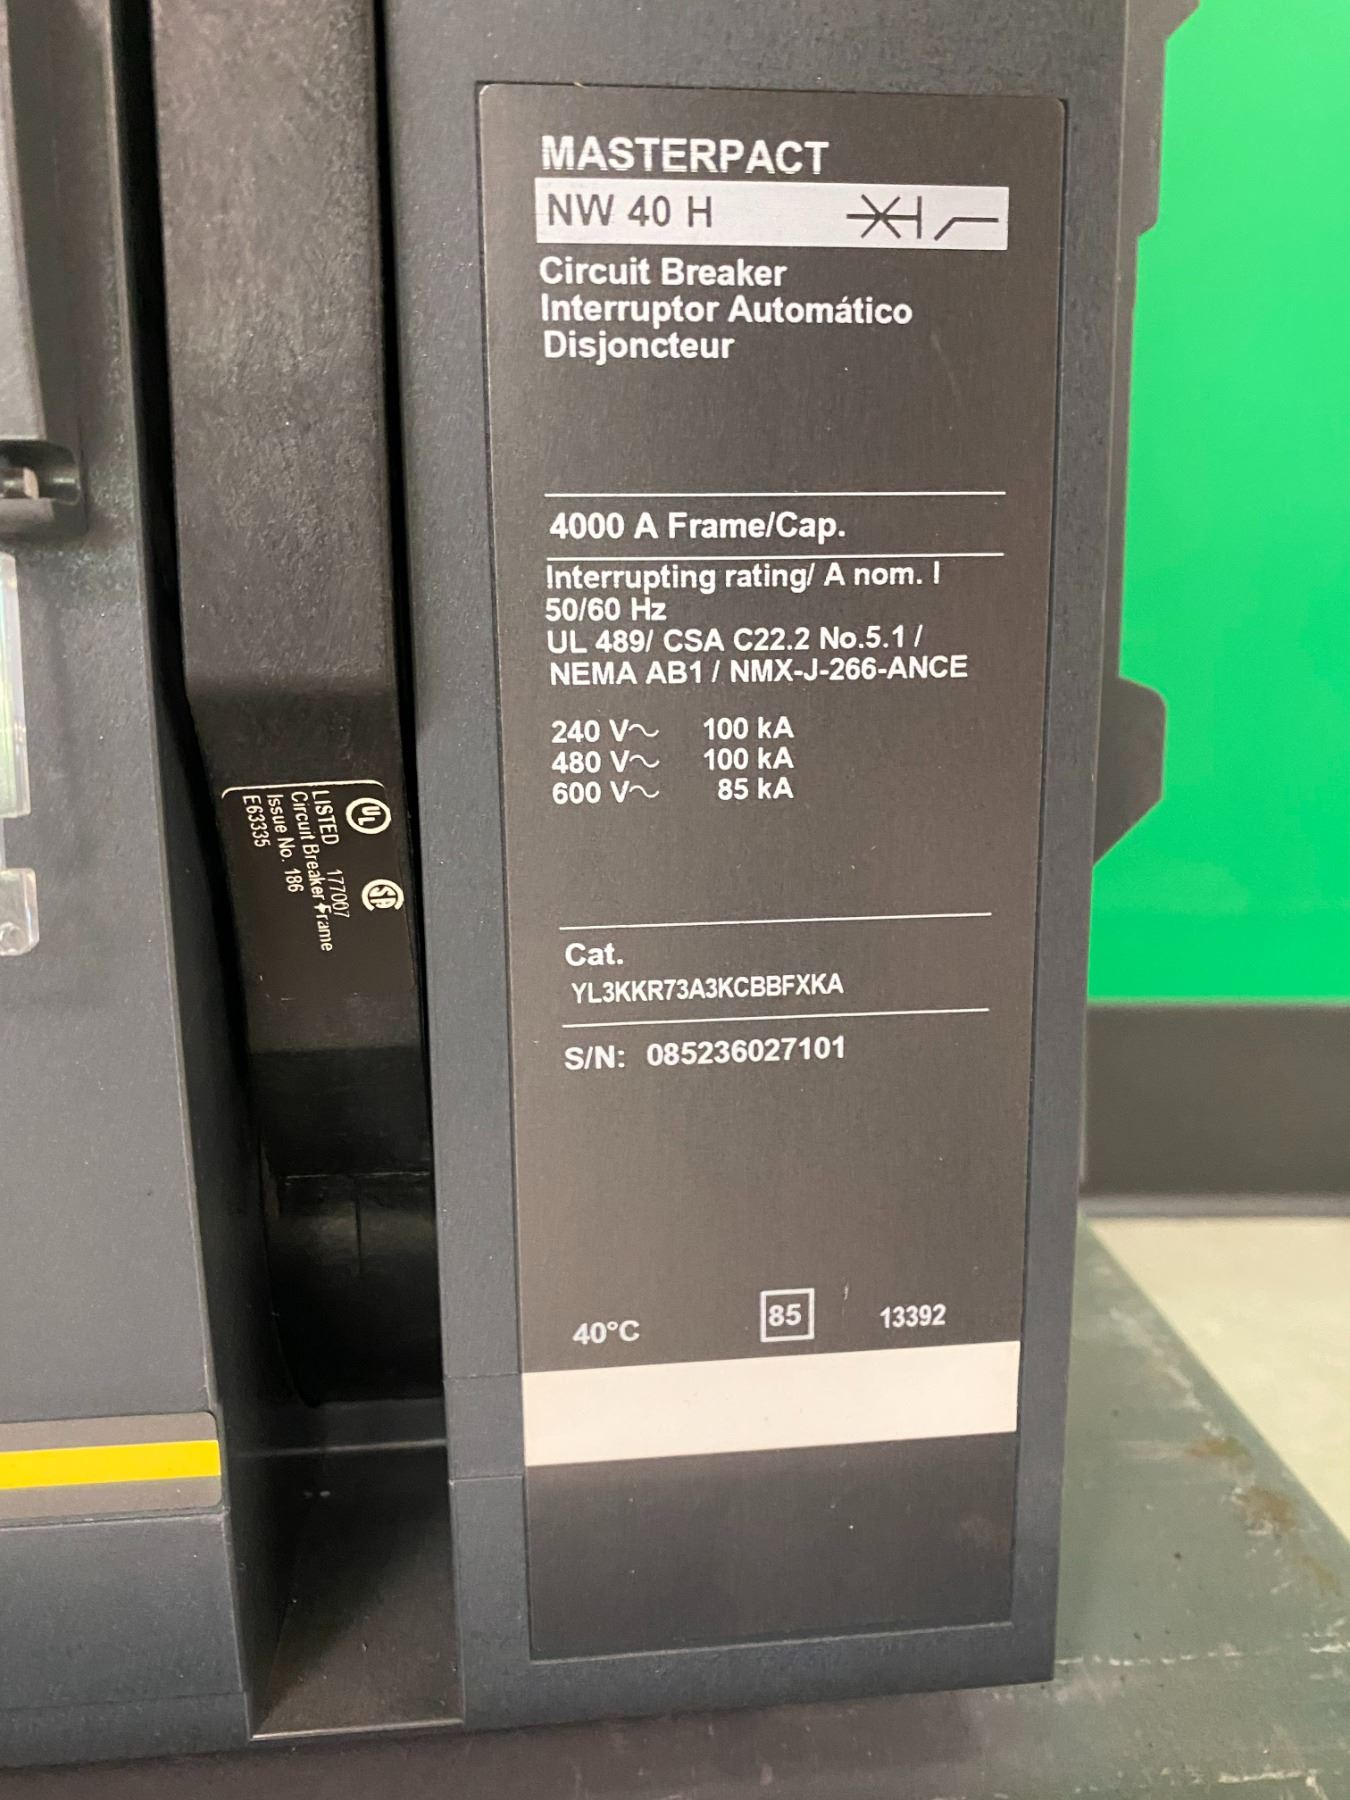 MASTERPACT
NW 40 H
Circuit Breaker
Interruptor Automático
Disjoncteur
4000 A Frame/Cap.
Interrupting rating/ A nom. I
50/60 Hz
UL 489/ CSA C22.2 No.5.1 /
NEMA AB1 / NMX-J-266-ANCE
240 V~ 100 kA
480 V~ 100 kA
600 V~ 85 kA
Cat.
YL3KKR73A3KCBBFXKA
S/N: 085236027101
40°C 85 13392
UL SA
LISTED 177007
Circuit Breaker Frame
Issue No. 186
E63335